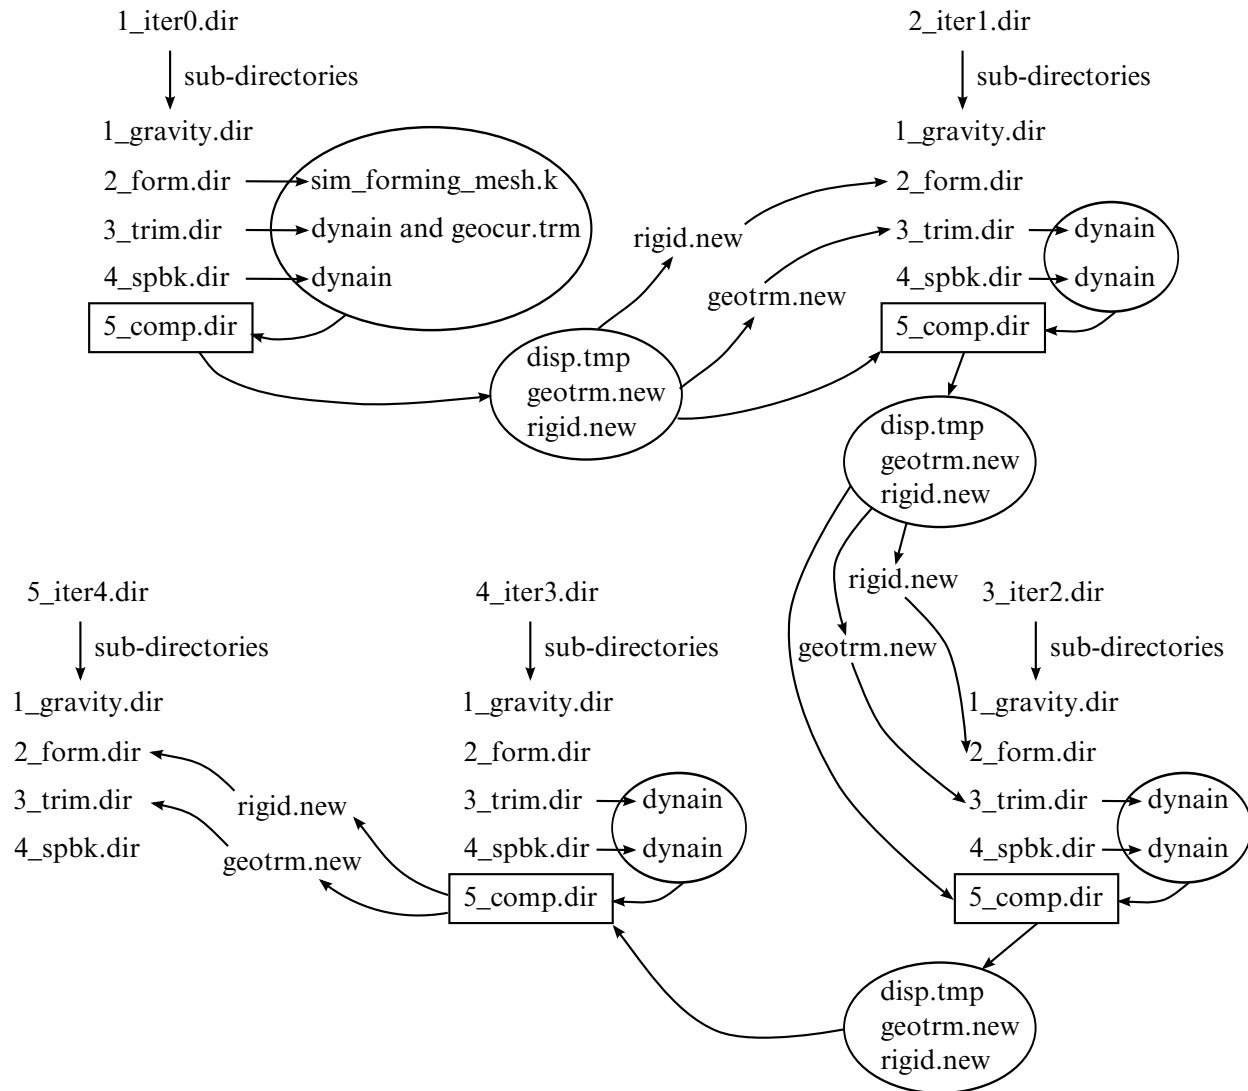 1_iter0.dir
sub-directories
1_gravity.dir
2_form.dir
sim_forming_mesh.k
3_trim.dir
dynain and geocur.trm
4_spbk.dir
dynain
5_comp.dir
disp.tmp
geotrm.new
rigid.new
rigid.new
geotrm.new
2_iter1.dir
sub-directories
1_gravity.dir
2_form.dir
3_trim.dir
dynain
4_spbk.dir
dynain
5_comp.dir
disp.tmp
geotrm.new
rigid.new
rigid.new
geotrm.new
3_iter2.dir
sub-directories
1_gravity.dir
2_form.dir
3_trim.dir
dynain
4_spbk.dir
dynain
5_comp.dir
disp.tmp
geotrm.new
rigid.new
4_iter3.dir
sub-directories
1_gravity.dir
2_form.dir
3_trim.dir
dynain
4_spbk.dir
dynain
5_comp.dir
rigid.new
geotrm.new
5_iter4.dir
sub-directories
1_gravity.dir
2_form.dir
3_trim.dir
4_spbk.dir